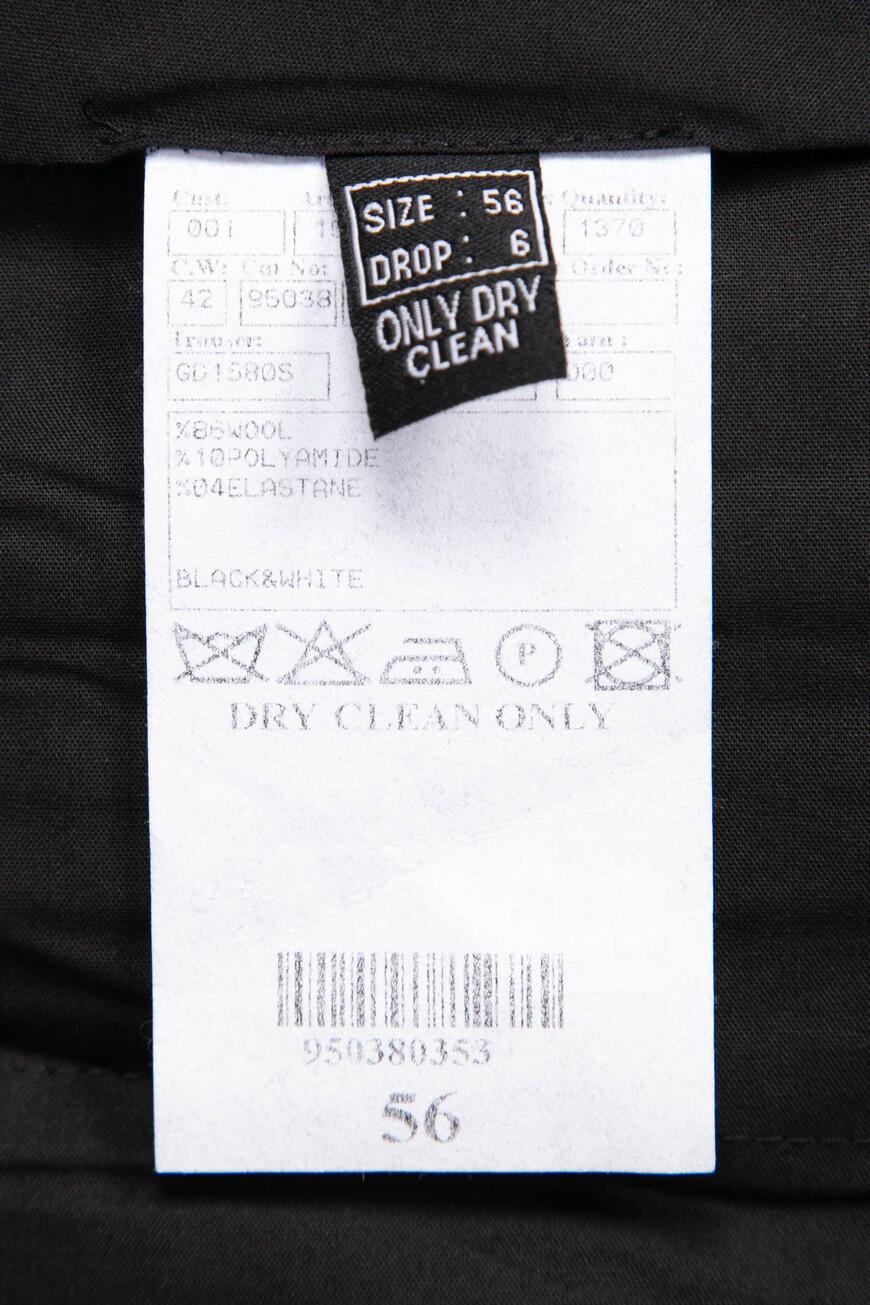 SIZE : 56
DROP : 6
ONLY DRY
CLEAN
Cust: Quantity:
001 1370
C.W: Cut No: Order No:
42 95038
Trouser:
GD1580S 000
%86WOOL
%10POLYAMIDE
%04ELASTANE
BLACK&WHITE
P
DRY CLEAN ONLY
950380353
56